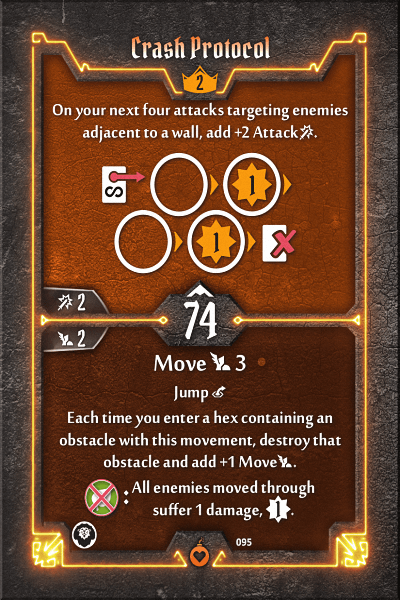 Crash Protocol
2
On your next four attacks targeting enemies
adjacent to a wall, add +2 Attack.
1
1
2
74
2
Move 3
Jump
Each time you enter a hex containing an
obstacle with this movement, destroy that
obstacle and add +1 Move.
: All enemies moved through
suffer 1 damage, 1.
095